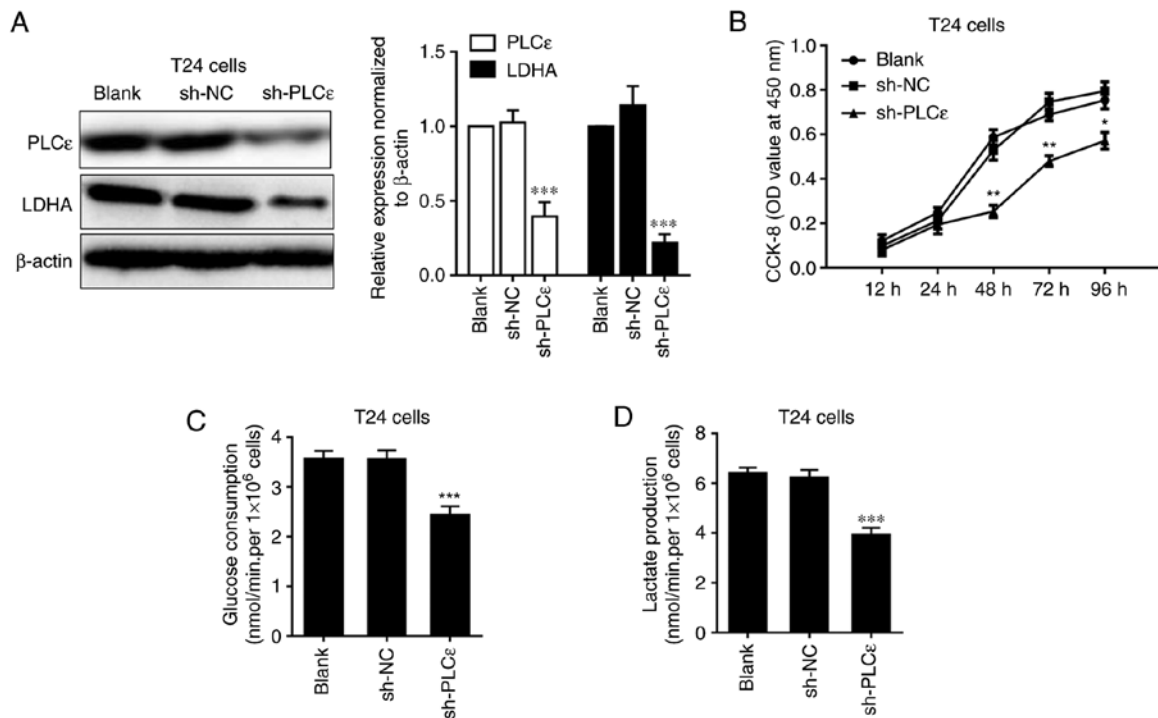 A
T24 cells
Blank sh-NC sh-PLCε
PLCε
LDHA
β-actin
Relative expression normalized
to β-actin
1.5
1.0
0.5
0.0
PLCε
LDHA
***
***
Blank
sh-NC
sh-PLCε
Blank
sh-NC
sh-PLCε
B
T24 cells
CCK-8 (OD value at 450 nm)
1.0
0.8
0.6
0.4
0.2
0.0
Blank
sh-NC
sh-PLCε
**
**
*
12 h 24 h 48 h 72 h 96 h
C
T24 cells
Glucose consumption
(nmol/min.per 1×10⁶ cells)
4
3
2
1
0
***
Blank
sh-NC
sh-PLCε
D
T24 cells
Lactate production
(nmol/min.per 1×10⁶ cells)
8
6
4
2
0
***
Blank
sh-NC
sh-PLCε